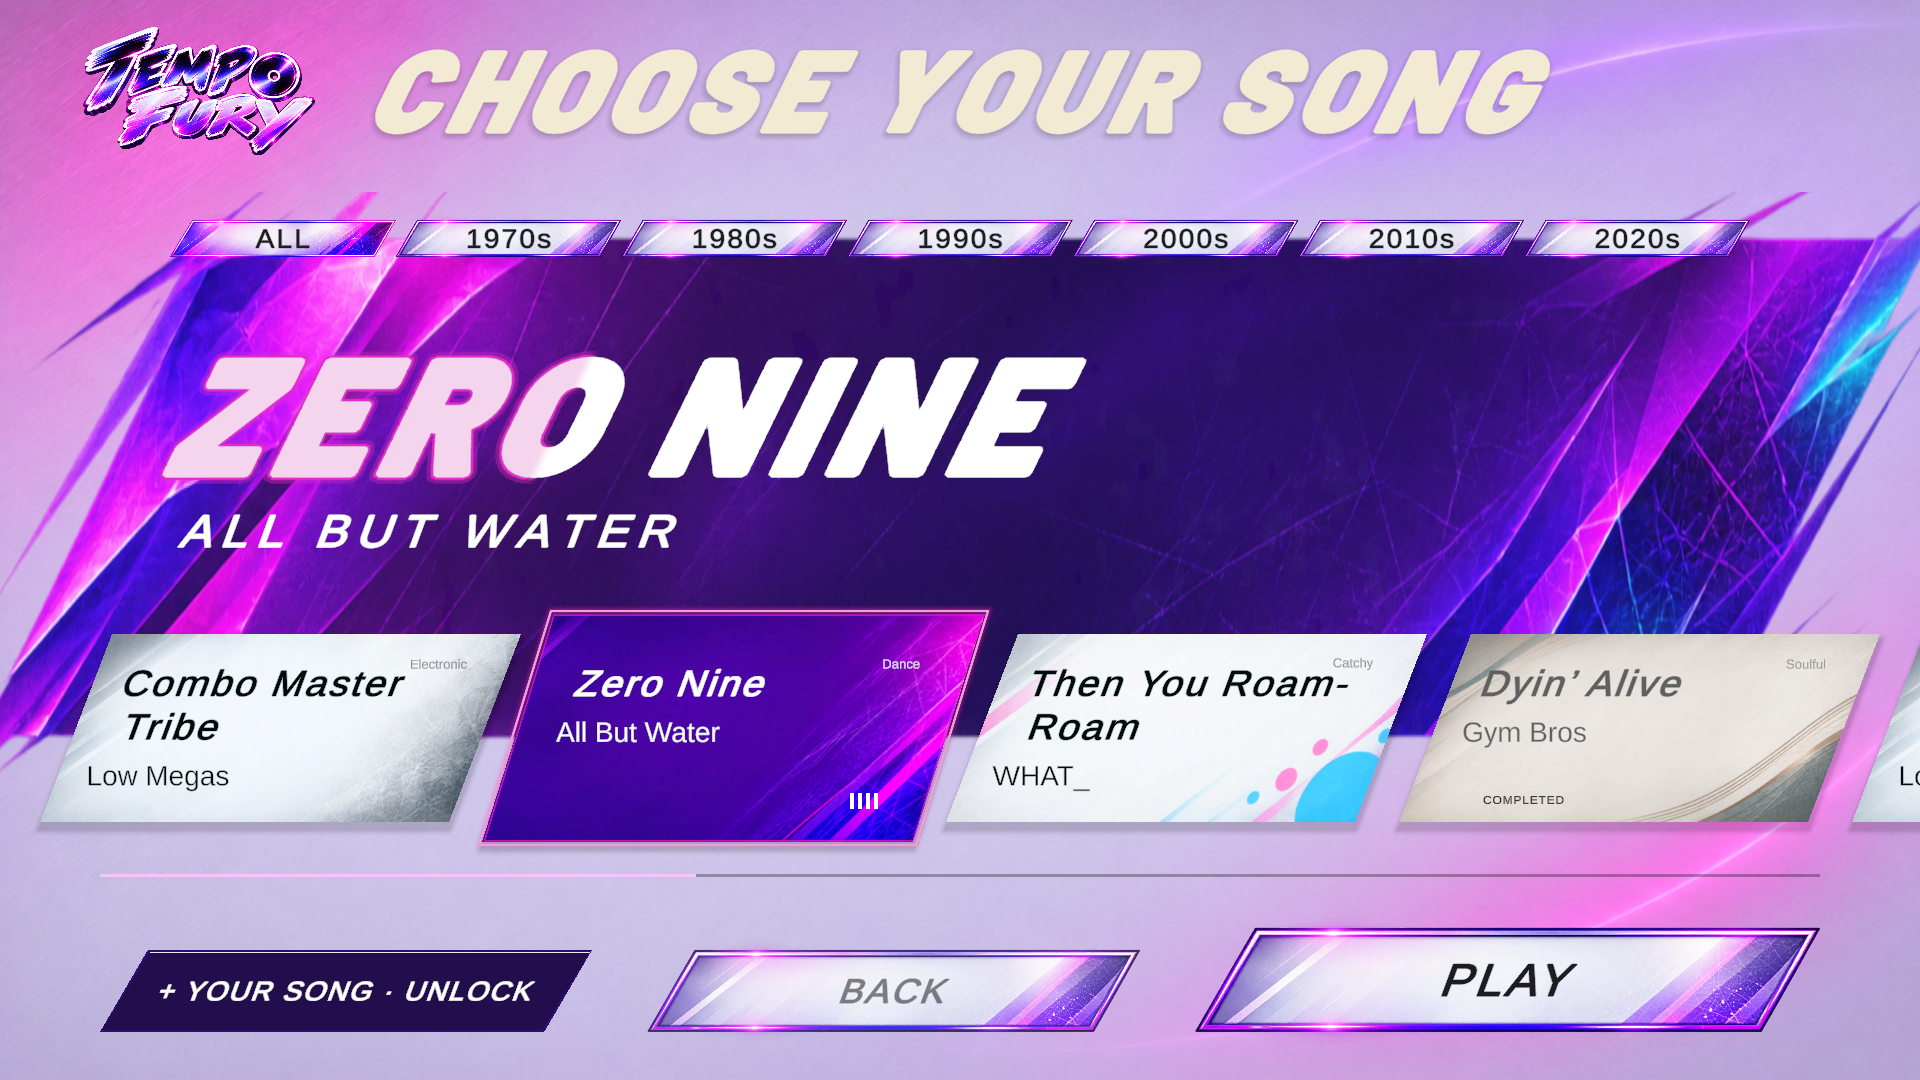 TEMPO
FURY
CHOOSE YOUR SONG
ALL
1970s
1980s
1990s
2000s
2010s
2020s
ZERO NINE
ALL BUT WATER
Combo Master
Tribe
Electronic
Low Megas
Zero Nine
Dance
All But Water
Then You Roam-
Roam
Catchy
WHAT_
Dyin’ Alive
Soulful
Gym Bros
COMPLETED
+ YOUR SONG · UNLOCK
BACK
PLAY